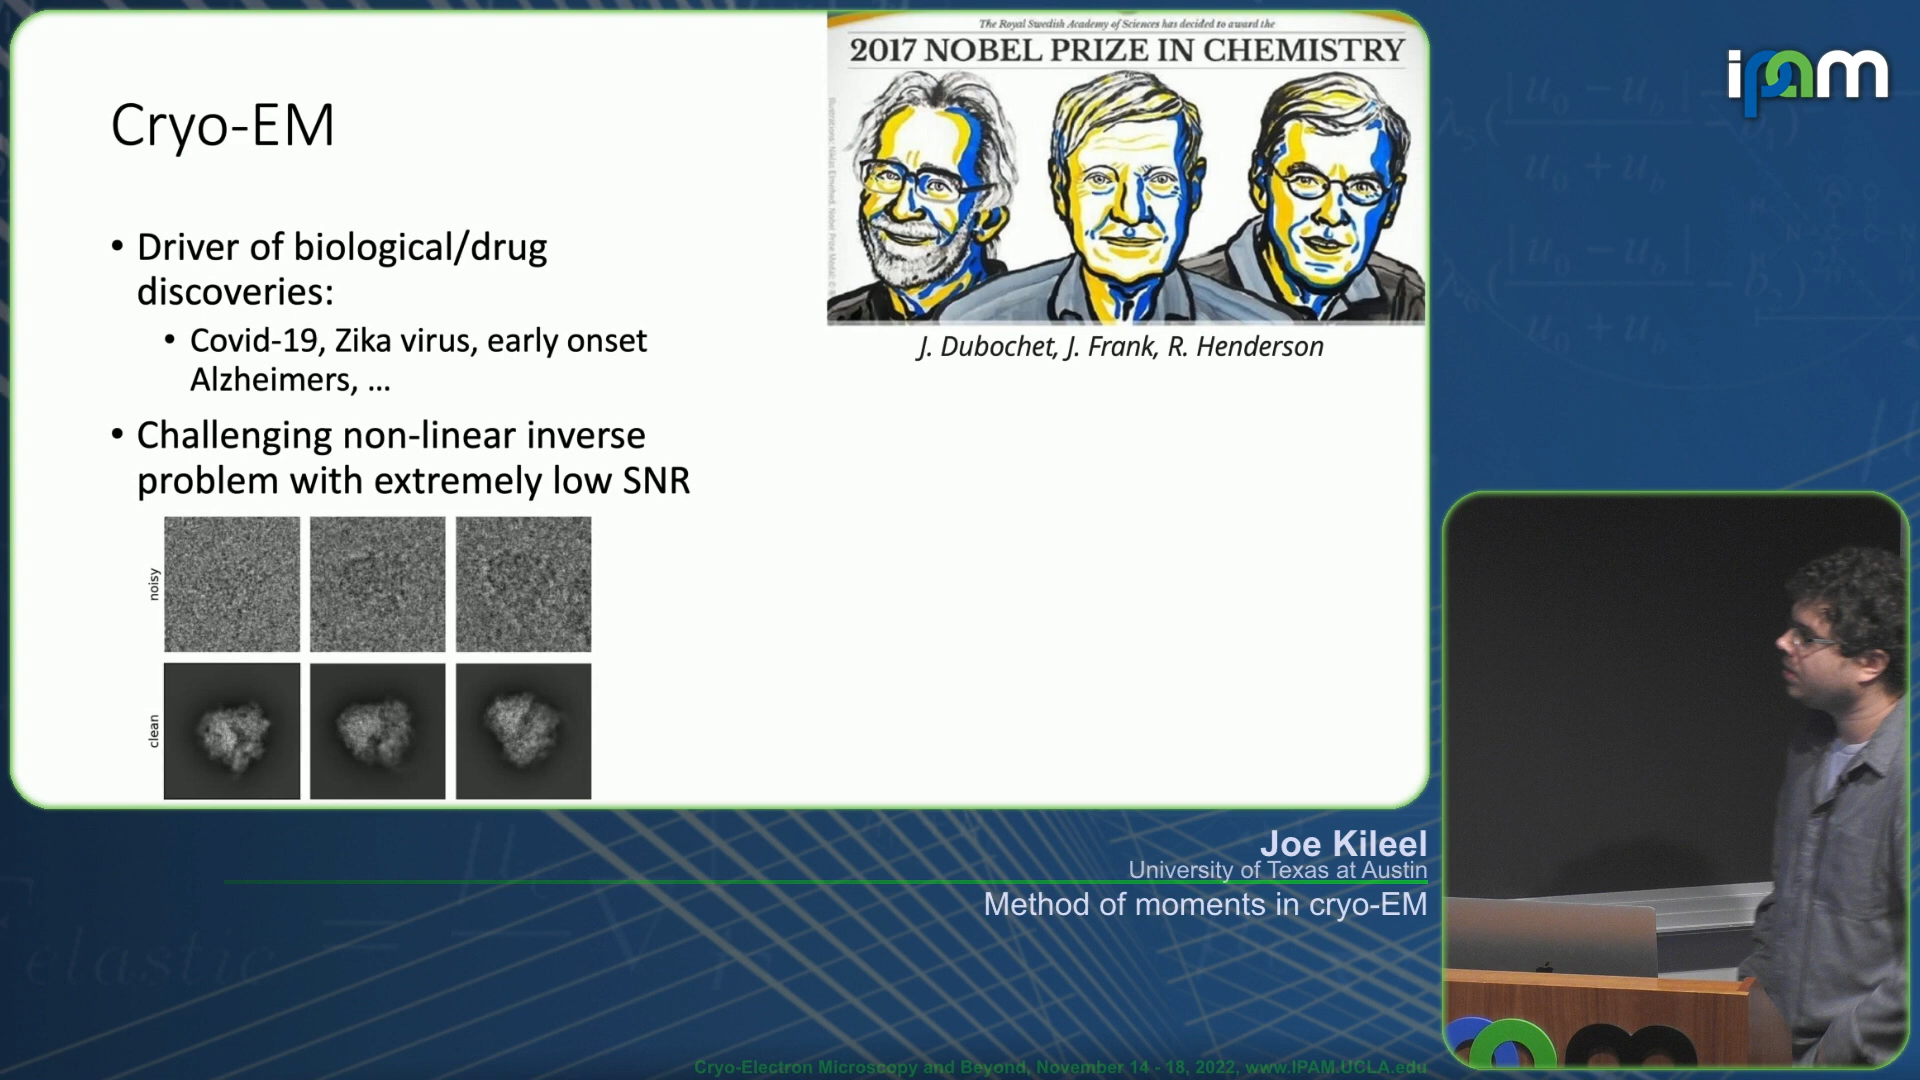 The Royal Swedish Academy of Sciences has decided to award the
2017 NOBEL PRIZE IN CHEMISTRY
ipam
Cryo-EM
• Driver of biological/drug
discoveries:
• Covid-19, Zika virus, early onset
Alzheimers, ...
J. Dubochet, J. Frank, R. Henderson
• Challenging non-linear inverse
problem with extremely low SNR
noisy
clean
Joe Kileel
University of Texas at Austin
Method of moments in cryo-EM
elastic
Cryo-Electron Microscopy and Beyond, November 14 - 18, 2022, www.IPAM.UCLA.edu